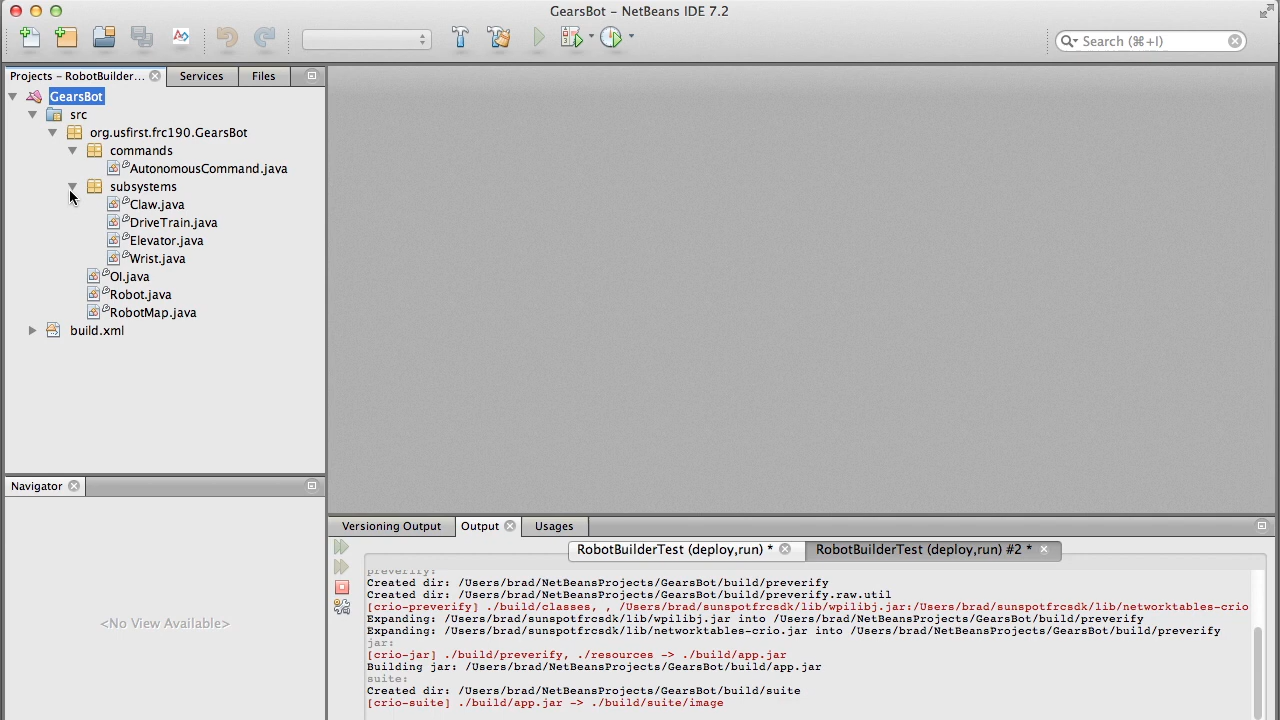 GearsBot – NetBeans IDE 7.2
Search (⌘+I)
Projects – RobotBuilder...
Services
Files
GearsBot
src
org.usfirst.frc190.GearsBot
commands
AutonomousCommand.java
subsystems
Claw.java
DriveTrain.java
Elevator.java
Wrist.java
OI.java
Robot.java
RobotMap.java
build.xml
Navigator
<No View Available>
Versioning Output
Output
Usages
RobotBuilderTest (deploy,run) *
RobotBuilderTest (deploy,run) #2 *
preverify:
Created dir: /Users/brad/NetBeansProjects/GearsBot/build/preverify
Created dir: /Users/brad/NetBeansProjects/GearsBot/build/preverify.raw.util
[crio-preverify] ./build/classes, , /Users/brad/sunspotfrcsdk/lib/wpilibj.jar:/Users/brad/sunspotfrcsdk/lib/networktables-crio
Expanding: /Users/brad/sunspotfrcsdk/lib/wpilibj.jar into /Users/brad/NetBeansProjects/GearsBot/build/preverify
Expanding: /Users/brad/sunspotfrcsdk/lib/networktables-crio.jar into /Users/brad/NetBeansProjects/GearsBot/build/preverify
jar:
[crio-jar] ./build/preverify, ./resources -> ./build/app.jar
Building jar: /Users/brad/NetBeansProjects/GearsBot/build/app.jar
suite:
Created dir: /Users/brad/NetBeansProjects/GearsBot/build/suite
[crio-suite] ./build/app.jar -> ./build/suite/image